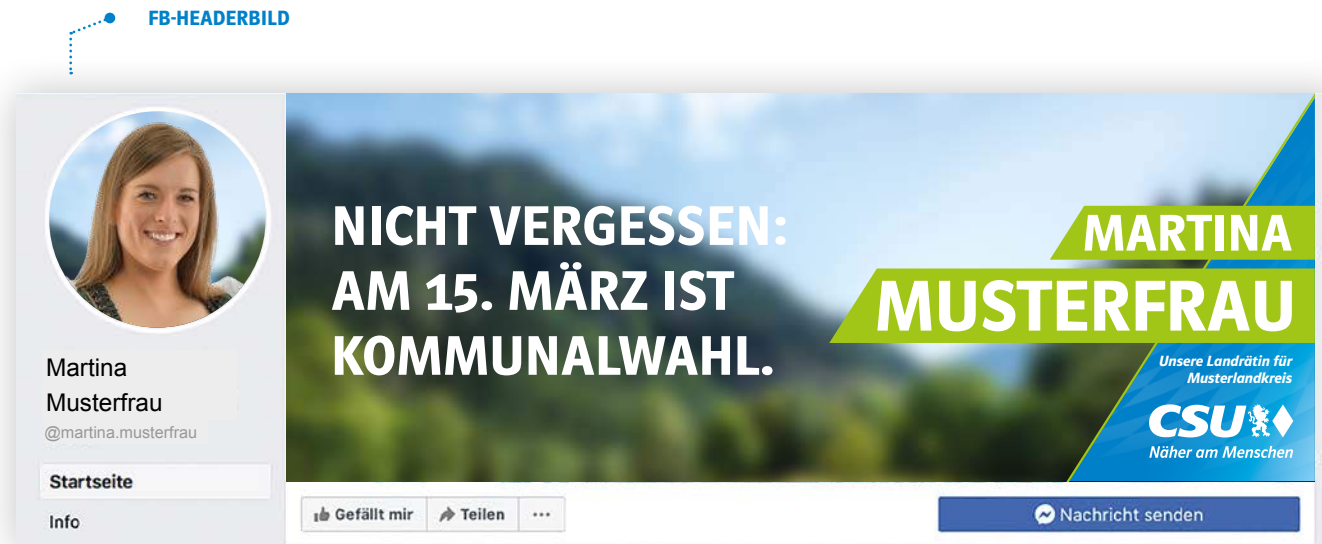 FB-HEADERBILD
NICHT VERGESSEN:
AM 15. MÄRZ IST
KOMMUNALWAHL.
MARTINA
MUSTERFRAU
Unsere Landrätin für
Musterlandkreis
CSU
Näher am Menschen
Martina
Musterfrau
@martina.musterfrau
Startseite
Info
Gefällt mir
Teilen
...
Nachricht senden